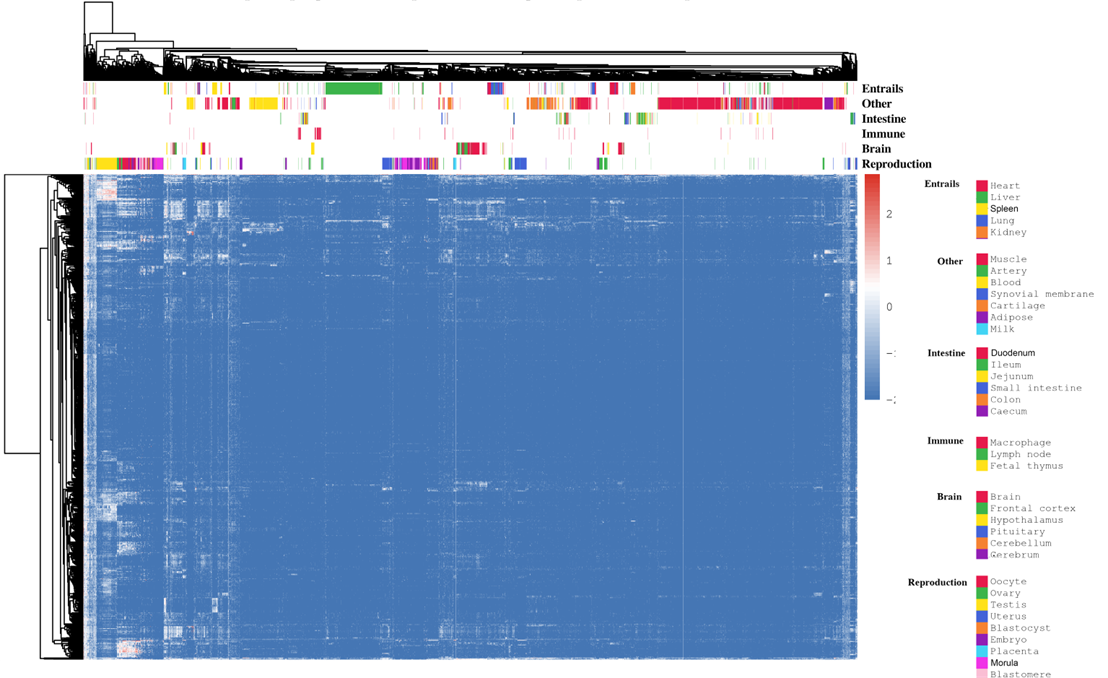 Entrails
Other
Intestine
Immune
Brain
Reproduction
2
1
0
Entrails
Heart
Liver
Spleen
Lung
Kidney
Other
Muscle
Artery
Blood
Synovial membrane
Cartilage
Adipose
Milk
Intestine
Duodenum
Ileum
Jejunum
Small intestine
Colon
Caecum
Immune
Macrophage
Lymph node
Fetal thymus
Brain
Brain
Frontal cortex
Hypothalamus
Pituitary
Cerebellum
Gerebrum
Reproduction
Oocyte
Ovary
Testis
Uterus
Blastocyst
Embryo
Placenta
Morula
Blastomere